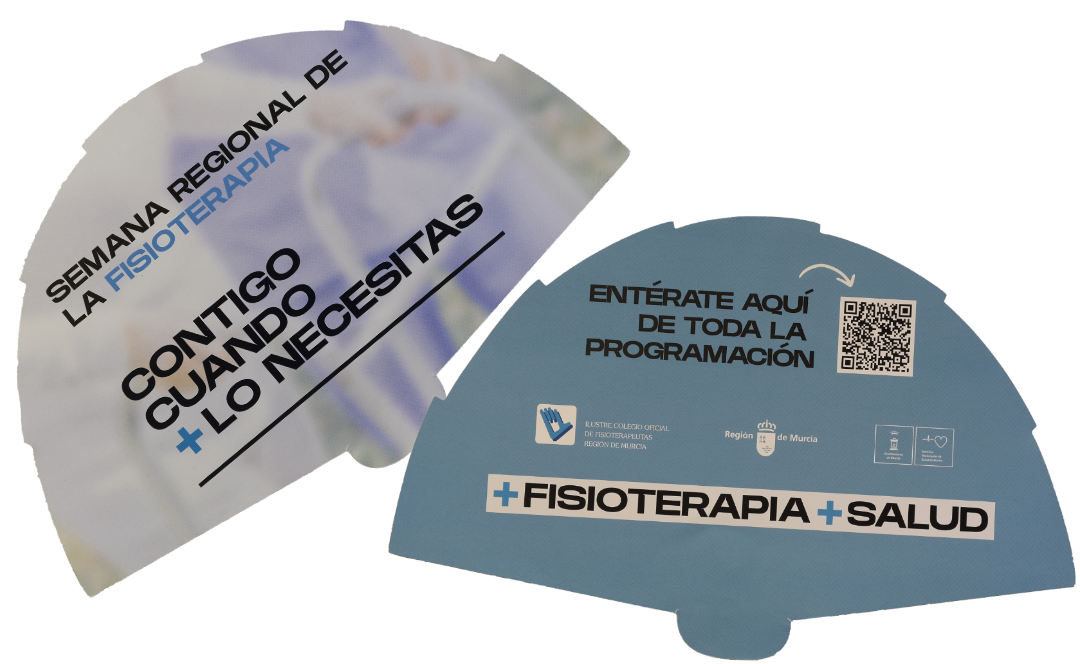 SEMANA REGIONAL DE
LA FISIOTERAPIA
CONTIGO
CUANDO
+LO NECESITAS
ENTÉRATE AQUÍ
DE TODA LA
PROGRAMACIÓN
ILUSTRE COLEGIO OFICIAL
DE FISIOTERAPEUTAS
REGIÓN DE MURCIA
Región de Murcia
+FISIOTERAPIA +SALUD